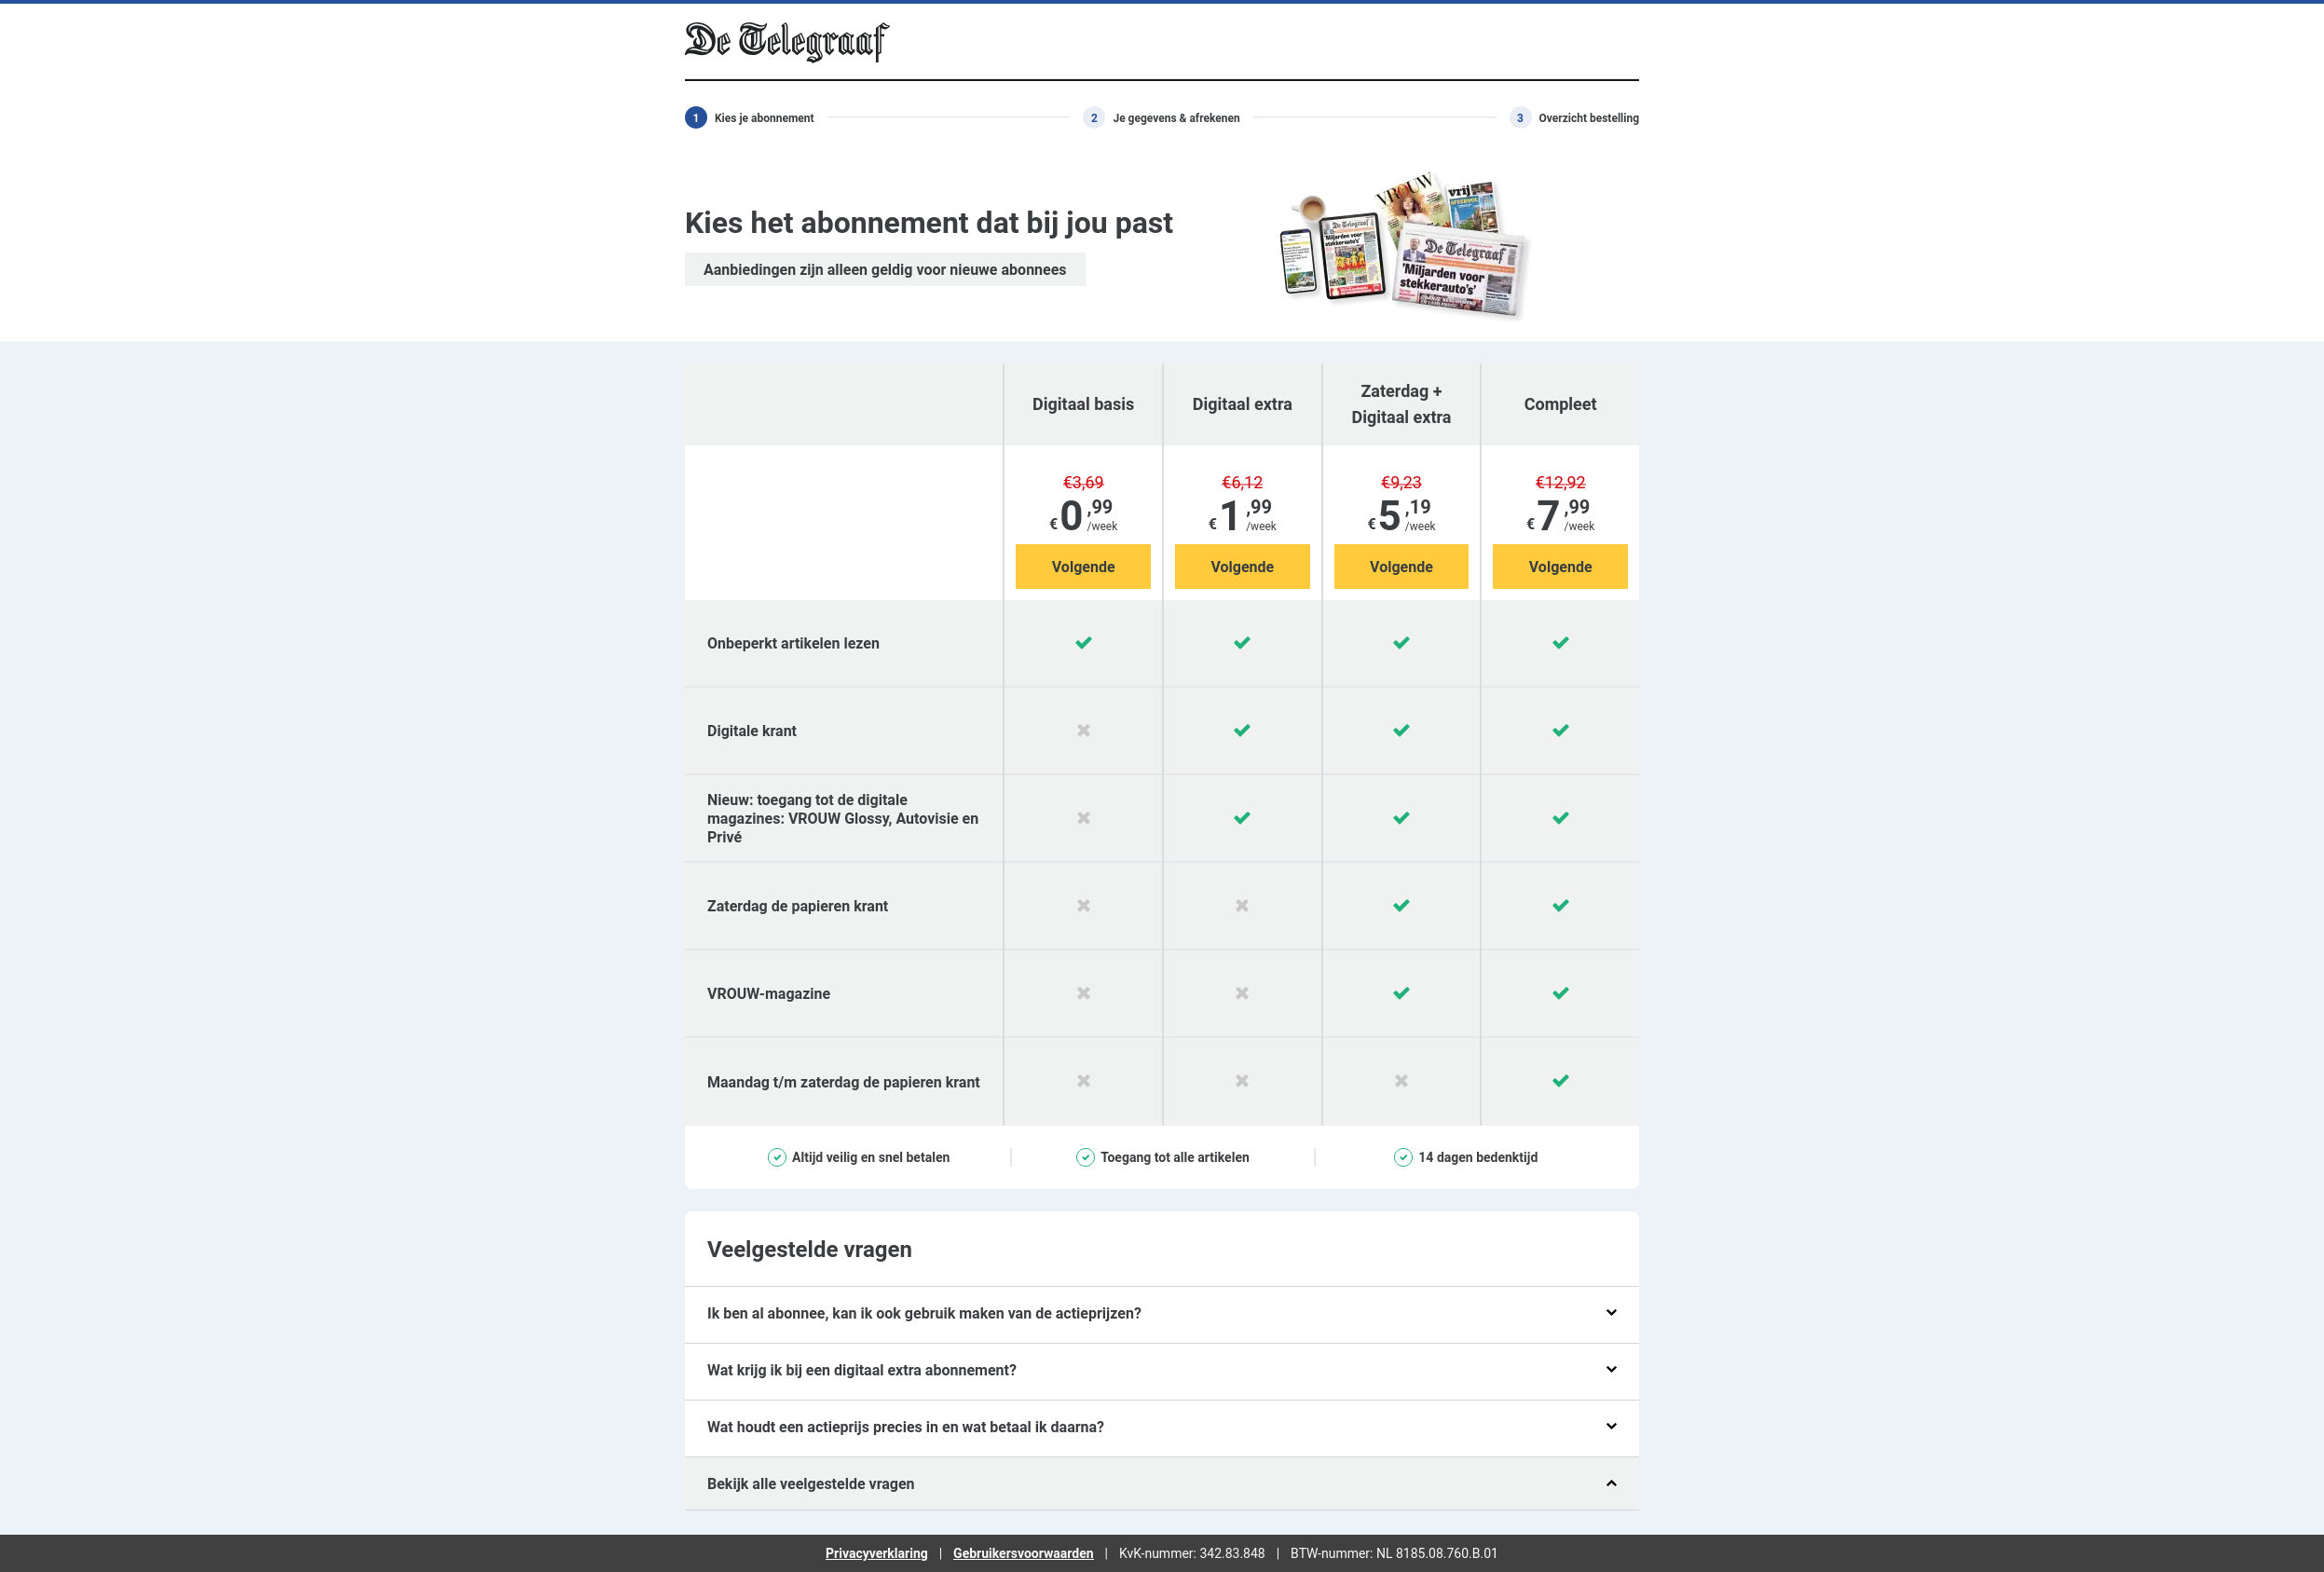 De Telegraaf
1 Kies je abonnement
2 Je gegevens & afrekenen
3 Overzicht bestelling
Kies het abonnement dat bij jou past
Aanbiedingen zijn alleen geldig voor nieuwe abonnees
VROUW
vrij
De Telegraaf
'Miljarden voor
stekkerauto's'
De Telegraaf
'Miljarden voor
stekkerauto's'
Digitaal basis
Digitaal extra
Zaterdag +
Digitaal extra
Compleet
€3,69
€0,99 /week
Volgende
€6,12
€1,99 /week
Volgende
€9,23
€5,19 /week
Volgende
€12,92
€7,99 /week
Volgende
Onbeperkt artikelen lezen
Digitale krant
Nieuw: toegang tot de digitale
magazines: VROUW Glossy, Autovisie en
Privé
Zaterdag de papieren krant
VROUW-magazine
Maandag t/m zaterdag de papieren krant
Altijd veilig en snel betalen
Toegang tot alle artikelen
14 dagen bedenktijd
Veelgestelde vragen
Ik ben al abonnee, kan ik ook gebruik maken van de actieprijzen?
Wat krijg ik bij een digitaal extra abonnement?
Wat houdt een actieprijs precies in en wat betaal ik daarna?
Bekijk alle veelgestelde vragen
Privacyverklaring | Gebruikersvoorwaarden | KvK-nummer: 342.83.848 | BTW-nummer: NL 8185.08.760.B.01